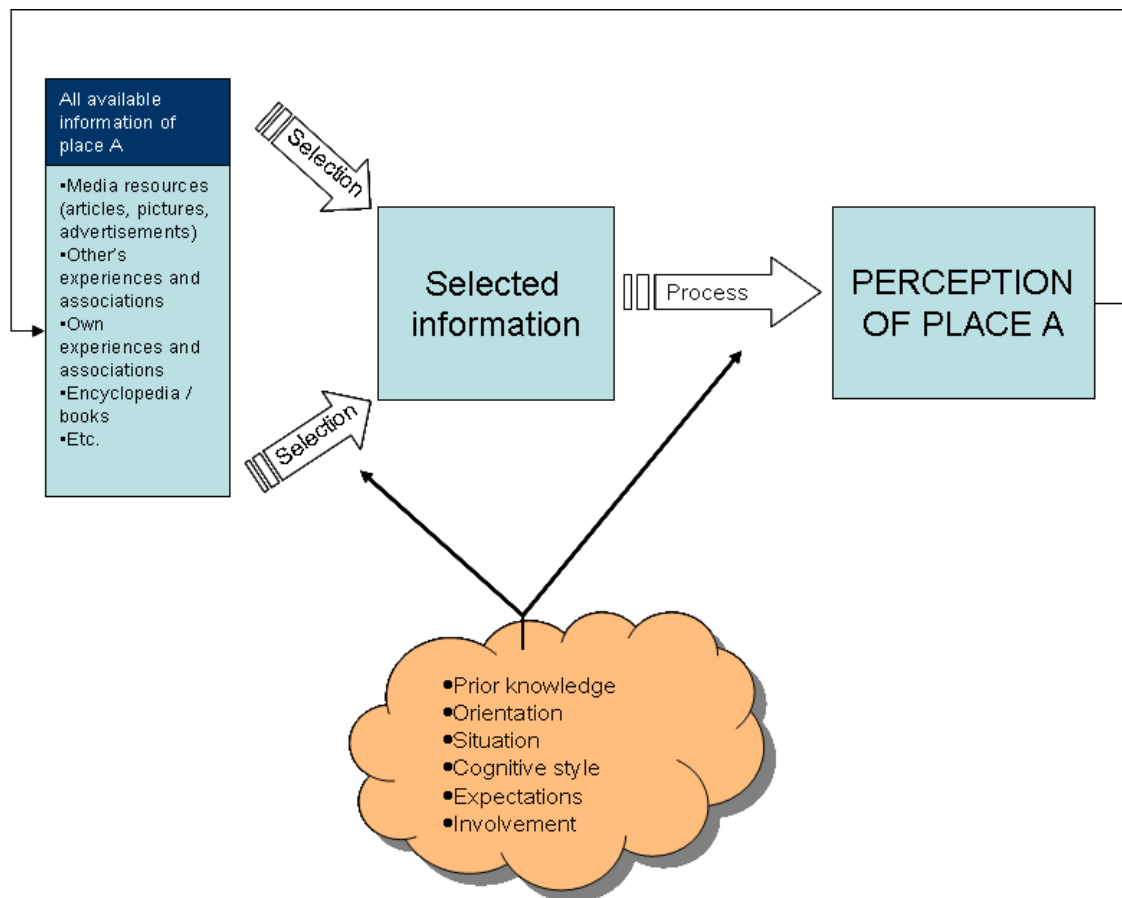 All available
information of
place A
▪Media resources
(articles, pictures,
advertisements)
▪Other's
experiences and
associations
▪Own
experiences and
associations
▪Encyclopedia /
books
▪Etc.
Selection
Selection
Selected
information
Process
PERCEPTION
OF PLACE A
•Prior knowledge
•Orientation
•Situation
•Cognitive style
•Expectations
•Involvement